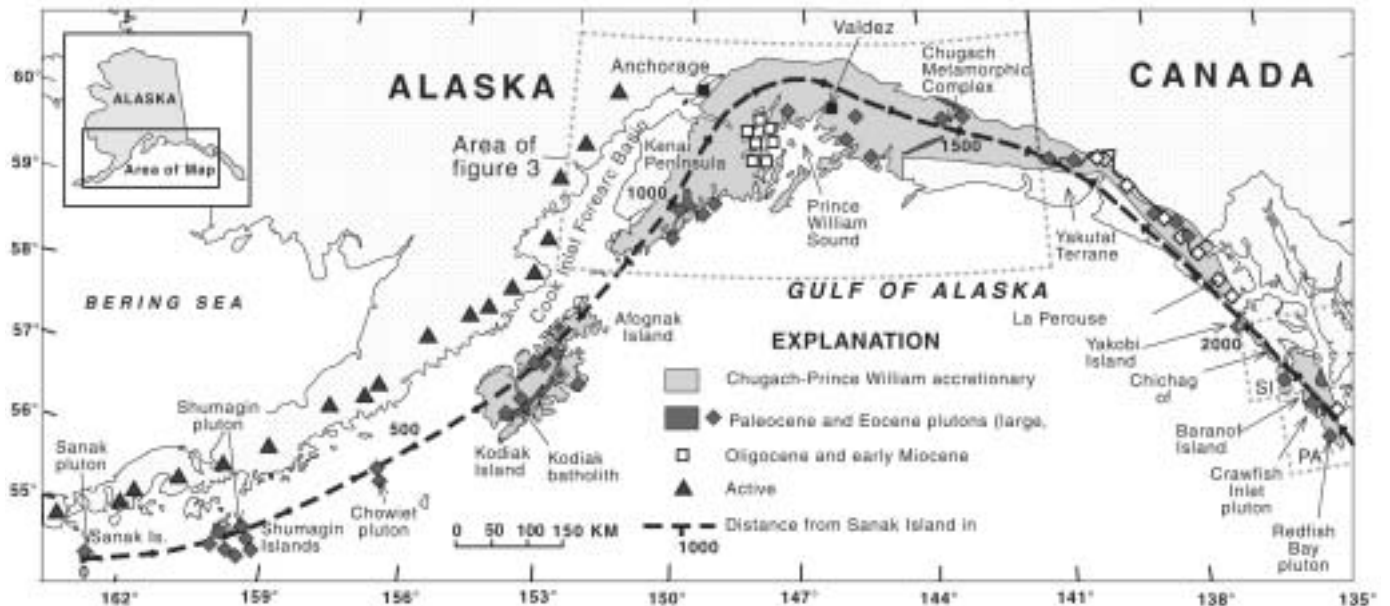 60°
59°
58°
57°
56°
55°
ALASKA
Area of Map
ALASKA
CANADA
Anchorage
Valdez
Chugach
Metamorphic
Complex
Area of
figure 3
Cook Inlet Forearc Basin
Kenai
Peninsula
1000
1500
Prince
William
Sound
Yakutat
Terrane
BERING SEA
GULF OF ALASKA
La Perouse
Yakobi
Island
2000
Chichag
of
SI
Baranof
Island
PA
Crawfish
Inlet
pluton
Redfish
Bay
pluton
Afognak
Island
Shumagin
pluton
Sanak
pluton
500
Kodiak
Island
Kodiak
batholith
Chowiet
pluton
Sanak Is.
0
Shumagin
Islands
EXPLANATION
Chugach-Prince William accretionary
Paleocene and Eocene plutons (large,
Oligocene and early Miocene
Active
0 50 100 150 KM
Distance from Sanak Island in
1000
162° 159° 156° 153° 150° 147° 144° 141° 138° 135°